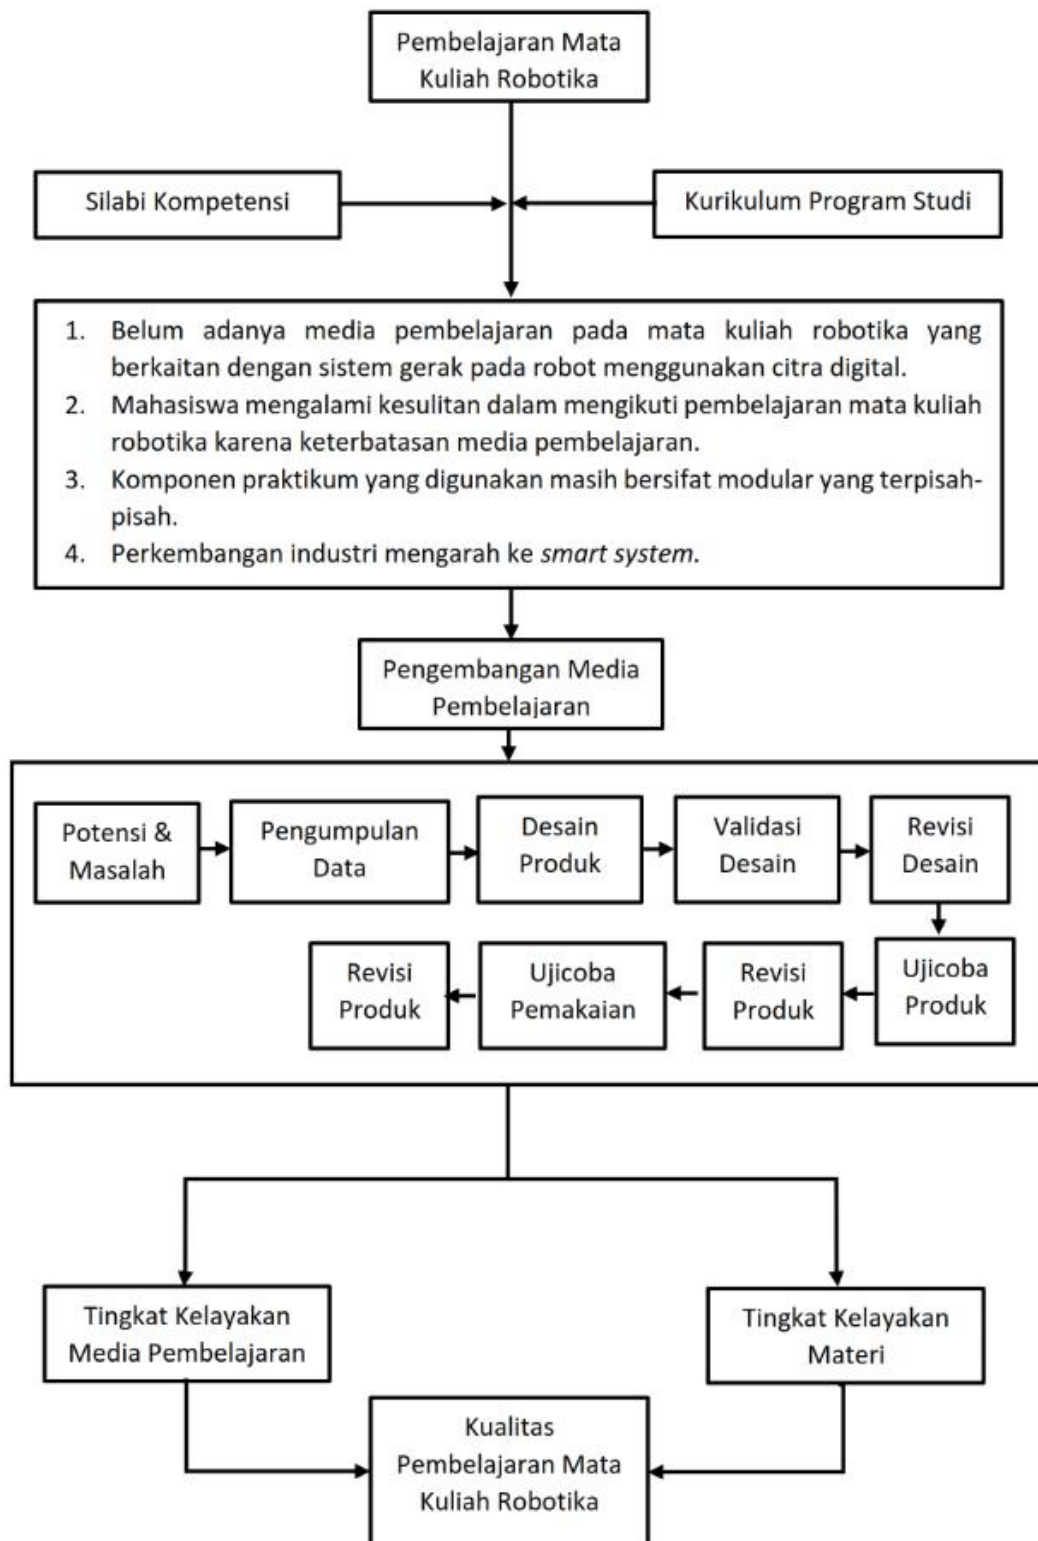 Pembelajaran Mata
Kuliah Robotika
Silabi Kompetensi
Kurikulum Program Studi
1. Belum adanya media pembelajaran pada mata kuliah robotika yang
berkaitan dengan sistem gerak pada robot menggunakan citra digital.
2. Mahasiswa mengalami kesulitan dalam mengikuti pembelajaran mata kuliah
robotika karena keterbatasan media pembelajaran.
3. Komponen praktikum yang digunakan masih bersifat modular yang terpisah-
pisah.
4. Perkembangan industri mengarah ke smart system.
Pengembangan Media
Pembelajaran
Potensi &
Masalah
Pengumpulan
Data
Desain
Produk
Validasi
Desain
Revisi
Desain
Ujicoba
Produk
Revisi
Produk
Ujicoba
Pemakaian
Revisi
Produk
Tingkat Kelayakan
Media Pembelajaran
Tingkat Kelayakan
Materi
Kualitas
Pembelajaran Mata
Kuliah Robotika